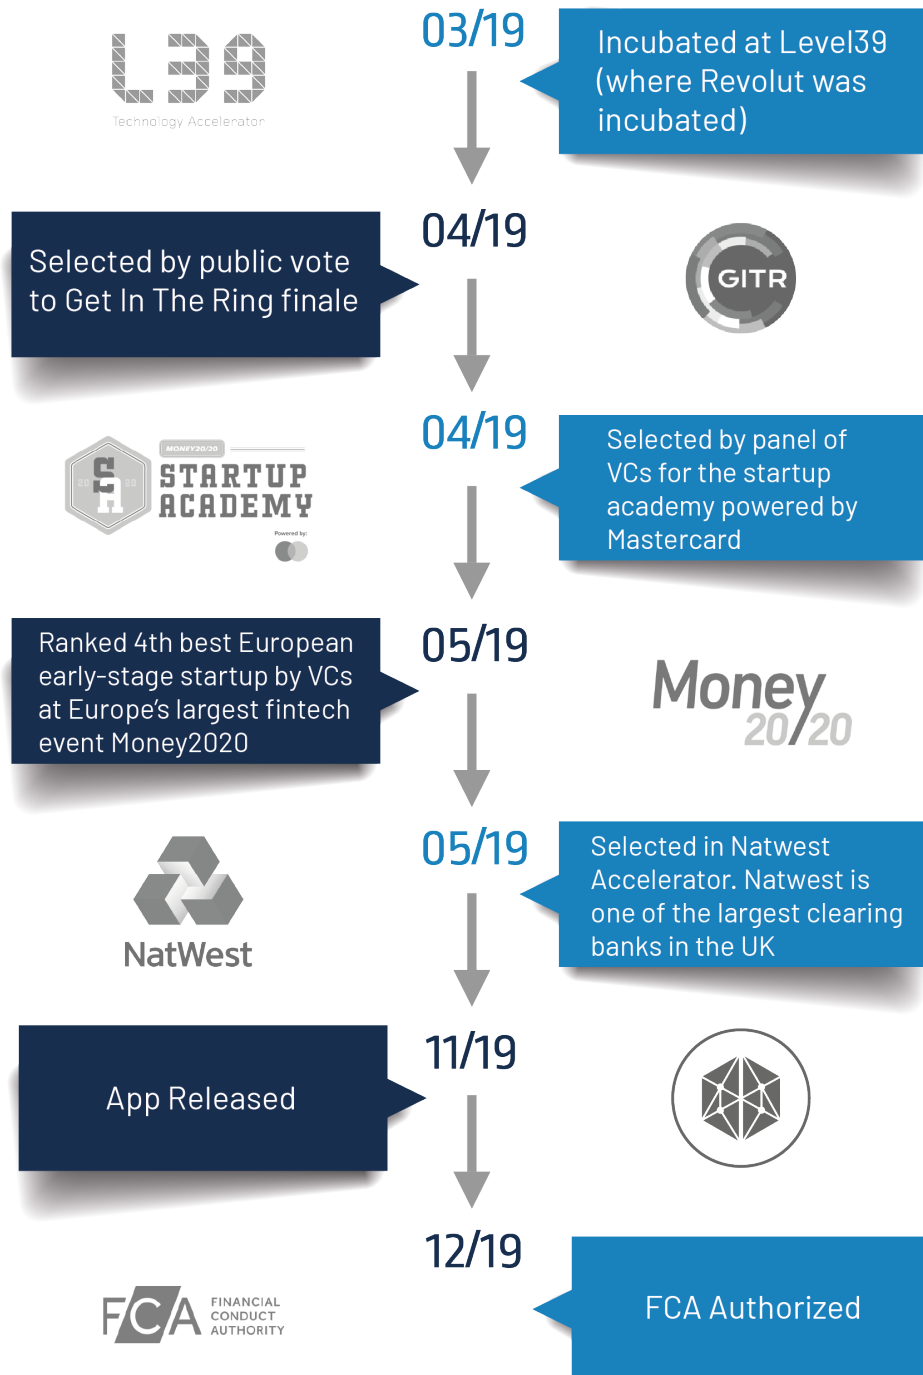 L39
Technology Accelerator
03/19
Incubated at Level39
(where Revolut was
incubated)
Selected by public vote
to Get In The Ring finale
04/19
GITR
SA
20 20
MONEY20/20
STARTUP
ACADEMY
Powered by:
04/19
Selected by panel of
VCs for the startup
academy powered by
Mastercard
Ranked 4th best European
early-stage startup by VCs
at Europe’s largest fintech
event Money2020
05/19
Money
20/20
NatWest
05/19
Selected in Natwest
Accelerator. Natwest is
one of the largest clearing
banks in the UK
App Released
11/19
FCA
FINANCIAL
CONDUCT
AUTHORITY
12/19
FCA Authorized